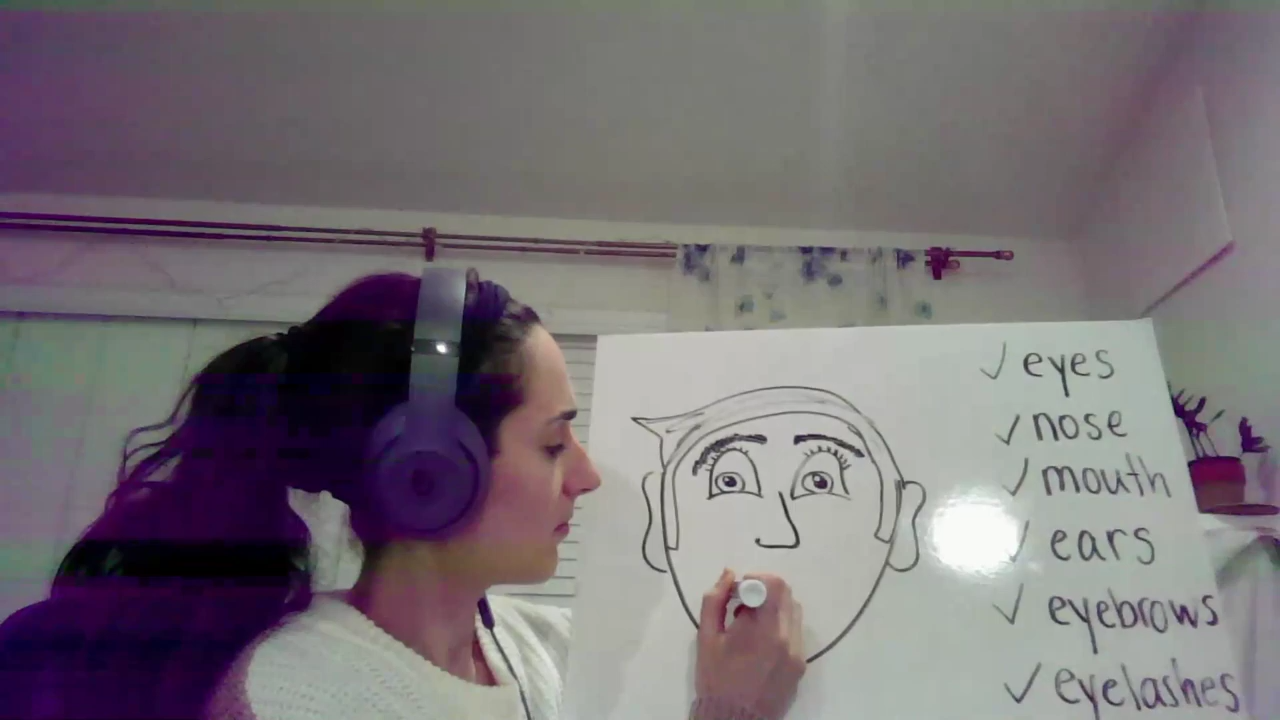 ✓ eyes
✓ nose
✓ mouth
✓ ears
✓ eyebrows
✓ eyelashes